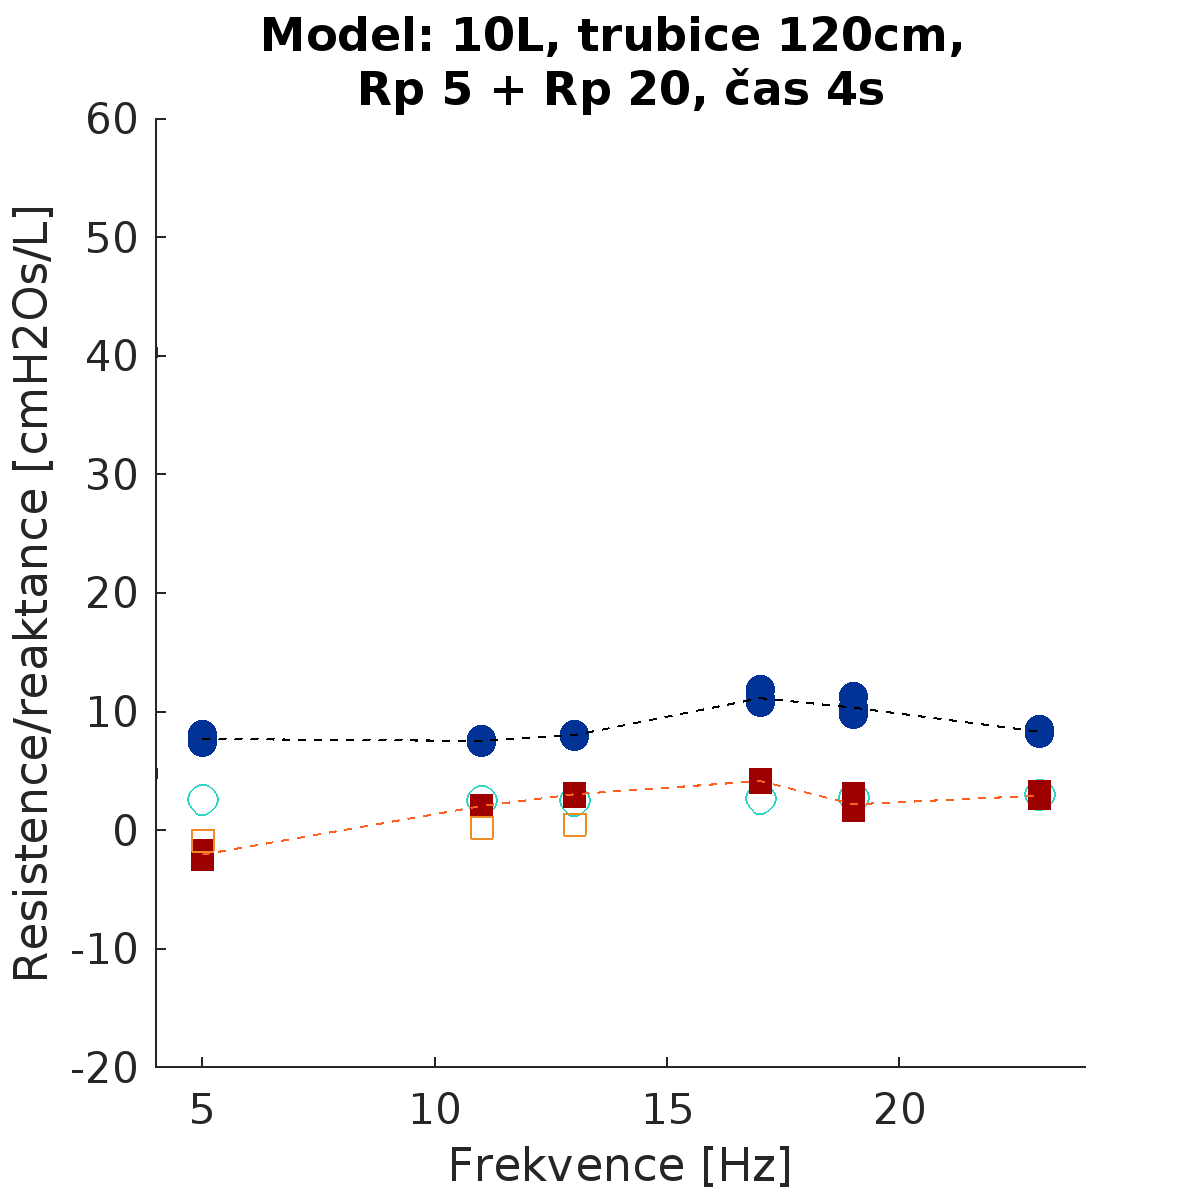 Model: 10L, trubice 120cm,
Rp 5 + Rp 20, čas 4s
60
50
40
30
20
10
0
-10
-20
Resistence/reaktance [cmH2Os/L]
5 10 15 20
Frekvence [Hz]